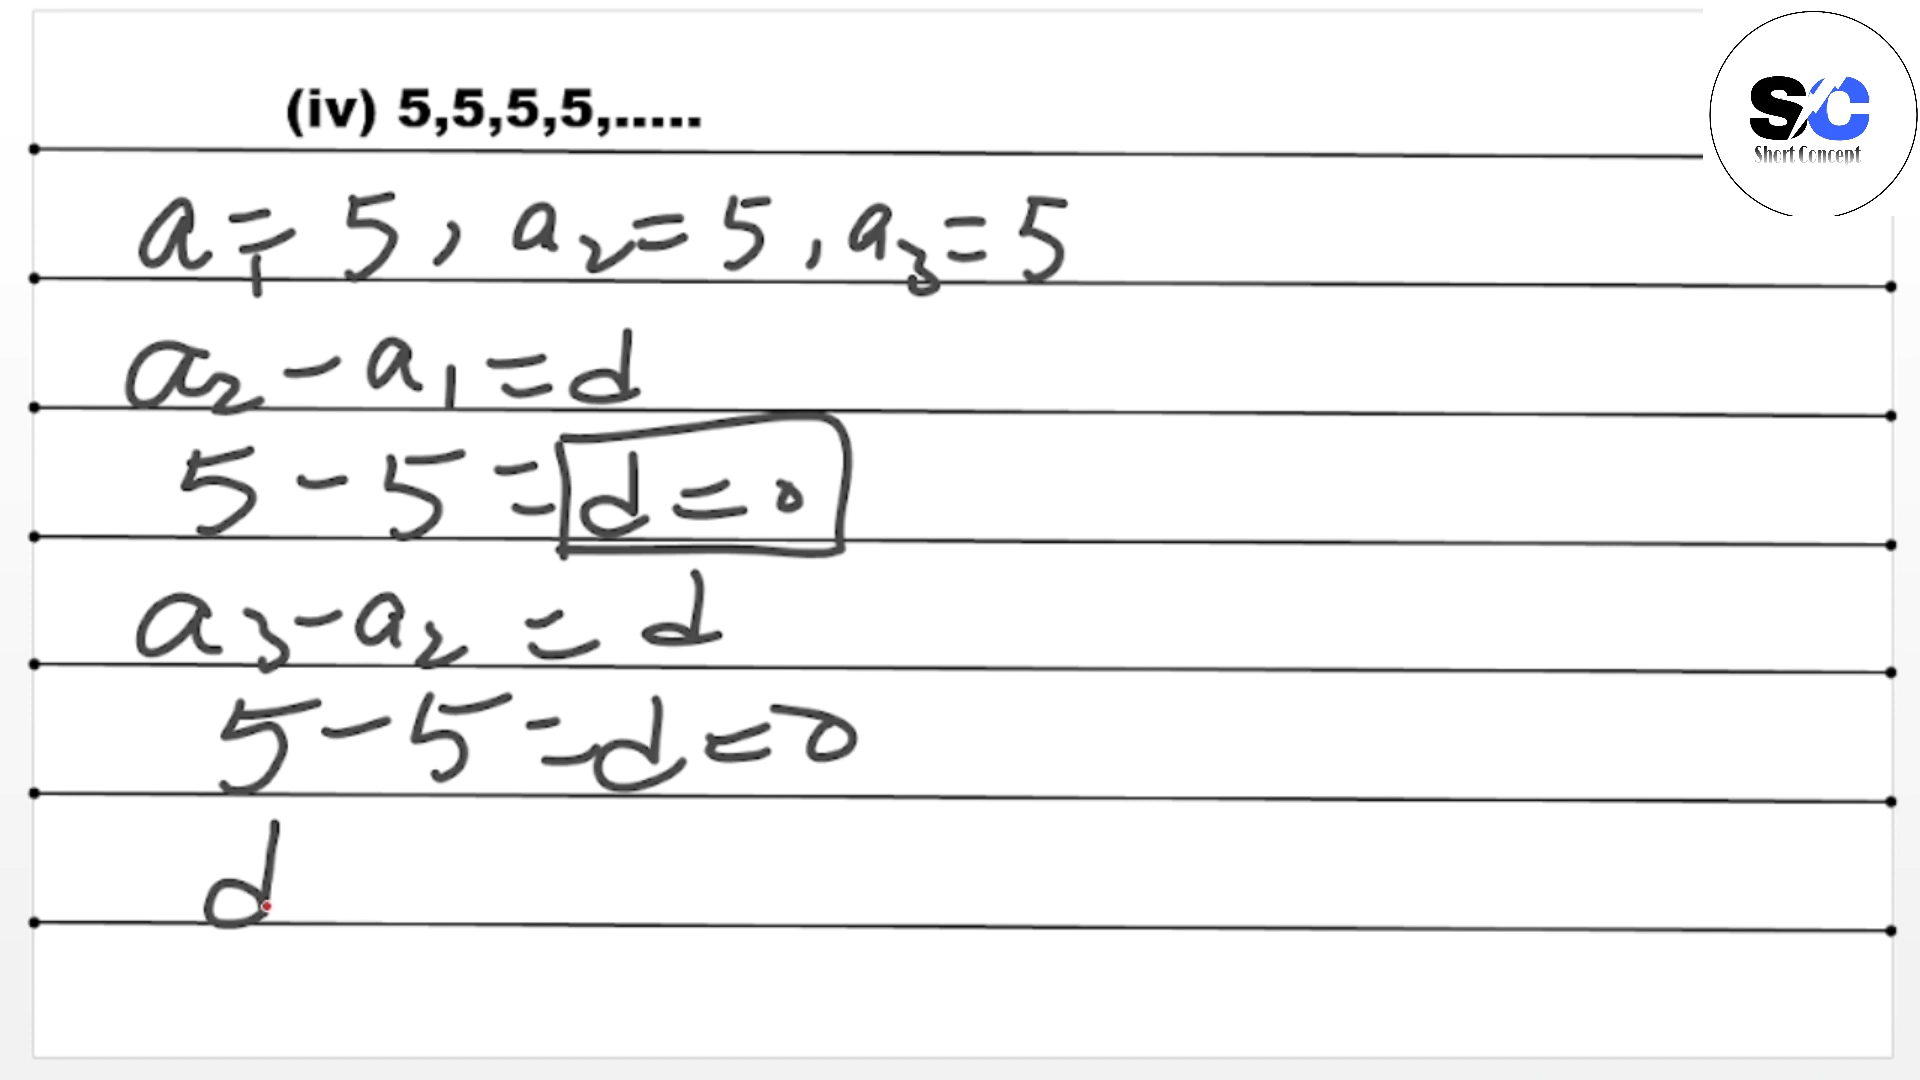 (iv) 5,5,5,5,.....
SC
Short Concept
a₁ = 5, a₂ = 5, a₃ = 5
a₂ - a₁ = d
5 - 5 = d = 0
a₃ - a₂ = d
5 - 5 = d = 0
d